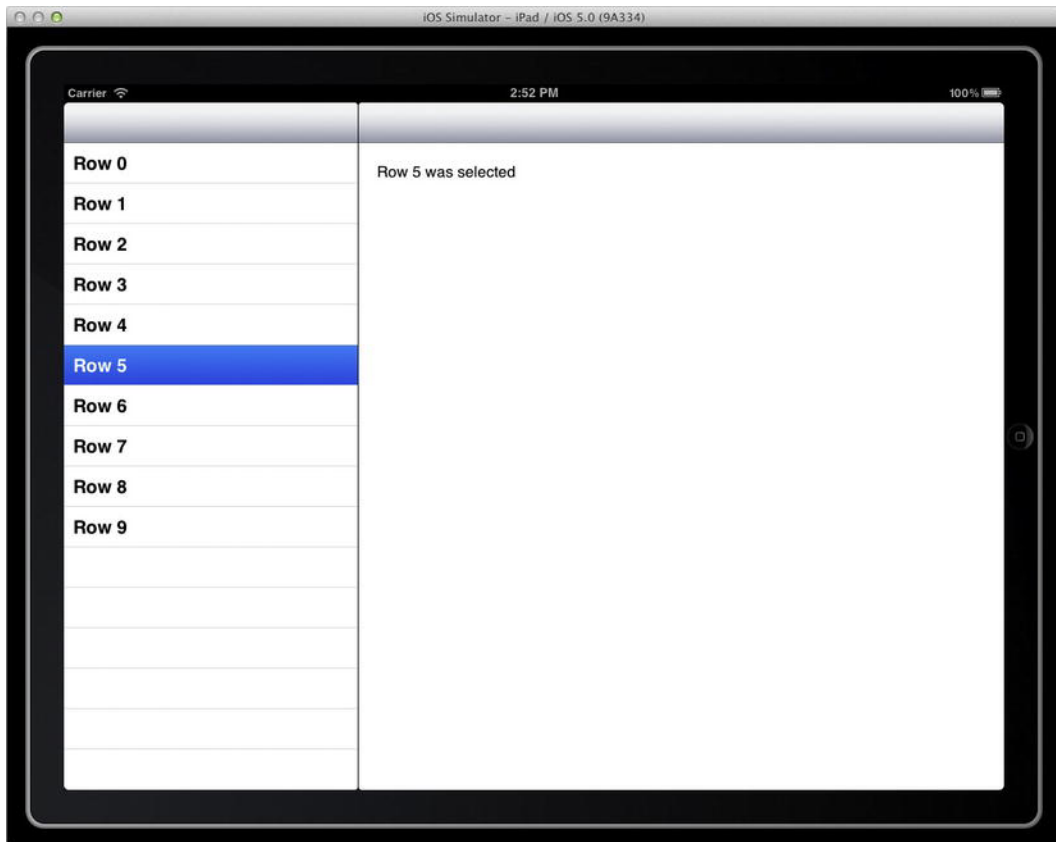 iOS Simulator - iPad / iOS 5.0 (9A334)
Carrier 2:52 PM 100%
Row 0
Row 1
Row 2
Row 3
Row 4
Row 5
Row 6
Row 7
Row 8
Row 9
Row 5 was selected